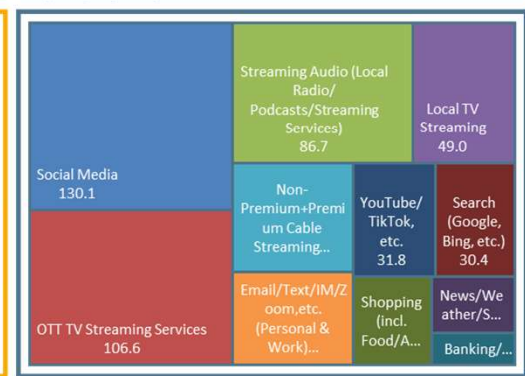 Social Media
130.1
OTT TV Streaming Services
106.6
Streaming Audio (Local
Radio/
Podcasts/Streaming
Services)
86.7
Local TV
Streaming
49.0
Non-
Premium+Premi
um Cable
Streaming...
YouTube/
TikTok,
etc.
31.8
Search
(Google,
Bing, etc.)
30.4
Email/Text/IM/Z
oom,etc.
(Personal &
Work)...
Shopping
(incl.
Food/A...
News/We
ather/S...
Banking/...